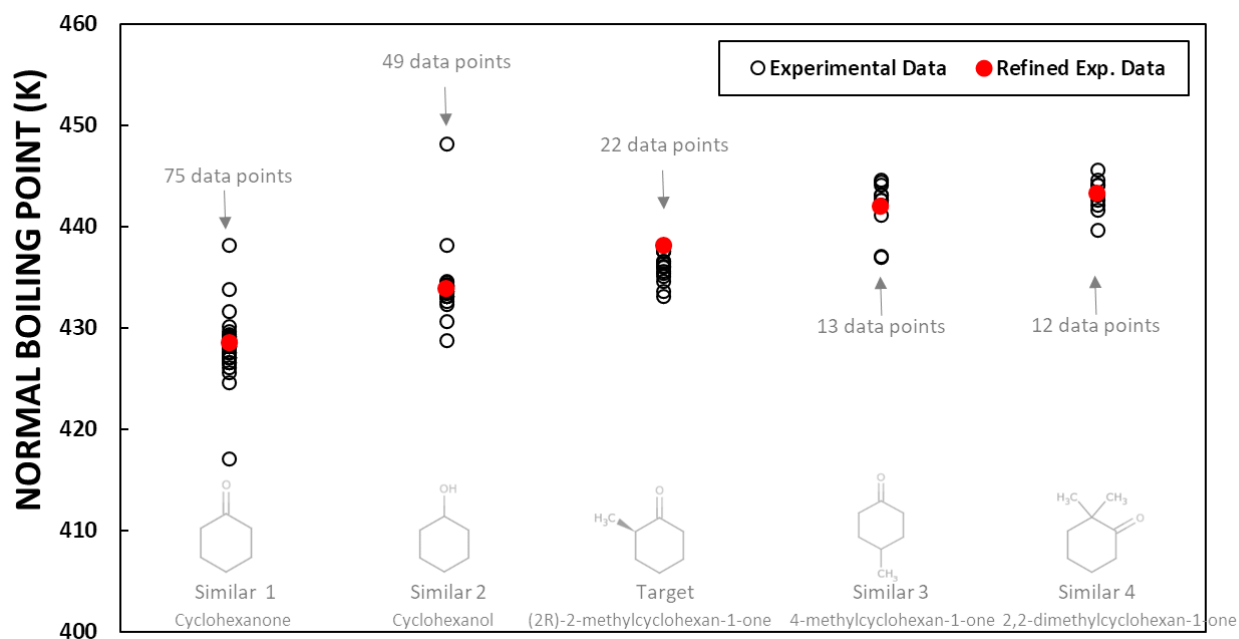 460
450
440
430
420
410
400
NORMAL BOILING POINT (K)
Experimental Data Refined Exp. Data
75 data points
49 data points
22 data points
13 data points
12 data points
O
OH
H₃C O
O
CH₃
H₃C CH₃
O
Similar 1
Cyclohexanone
Similar 2
Cyclohexanol
Target
(2R)-2-methylcyclohexan-1-one
Similar 3
4-methylcyclohexan-1-one
Similar 4
2,2-dimethylcyclohexan-1-one